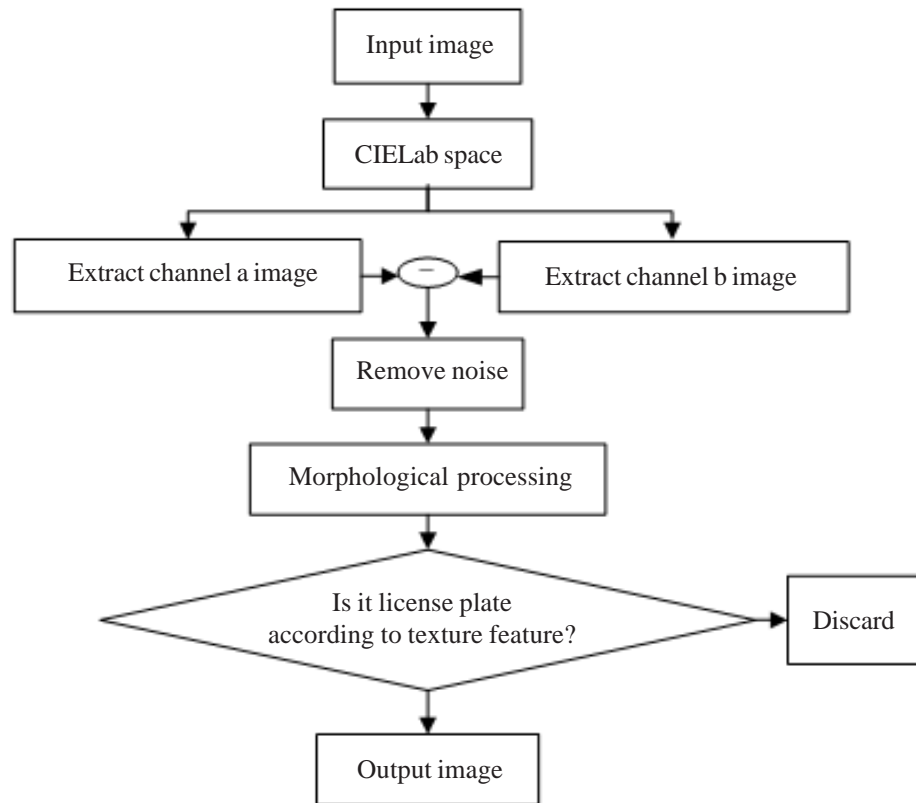 Input image
CIELab space
Extract channel a image
−
Extract channel b image
Remove noise
Morphological processing
Is it license plate
according to texture feature?
Discard
Output image